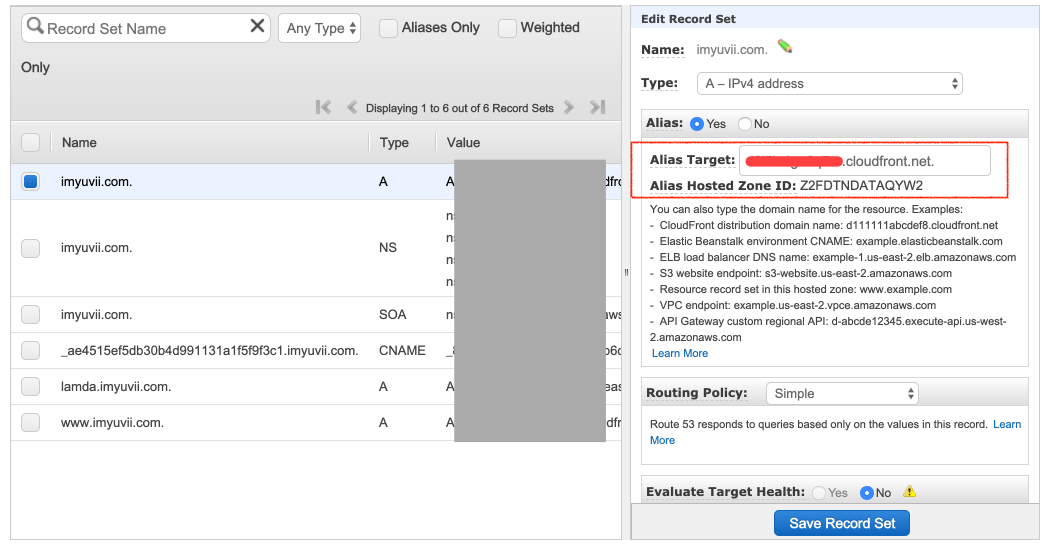 Record Set Name
Any Type
Aliases Only
Weighted
Only
Displaying 1 to 6 out of 6 Record Sets
Name Type Value
imyuvii.com. A A
imyuvii.com. NS
imyuvii.com. SOA
_ae4515ef5db30b4d991131a1f5f9f3c1.imyuvii.com. CNAME
lamda.imyuvii.com. A A
www.imyuvii.com. A A
Edit Record Set
Name: imyuvii.com.
Type: A – IPv4 address
Alias: Yes No
Alias Target: .cloudfront.net.
Alias Hosted Zone ID: Z2FDTNDATAQYW2
You can also type the domain name for the resource. Examples:
- CloudFront distribution domain name: d111111abcdef8.cloudfront.net
- Elastic Beanstalk environment CNAME: example.elasticbeanstalk.com
- ELB load balancer DNS name: example-1.us-east-2.elb.amazonaws.com
- S3 website endpoint: s3-website.us-east-2.amazonaws.com
- Resource record set in this hosted zone: www.example.com
- VPC endpoint: example.us-east-2.vpce.amazonaws.com
- API Gateway custom regional API: d-abcde12345.execute-api.us-west-
2.amazonaws.com
Learn More
Routing Policy: Simple
Route 53 responds to queries based only on the values in this record. Learn
More
Evaluate Target Health: Yes No
Save Record Set